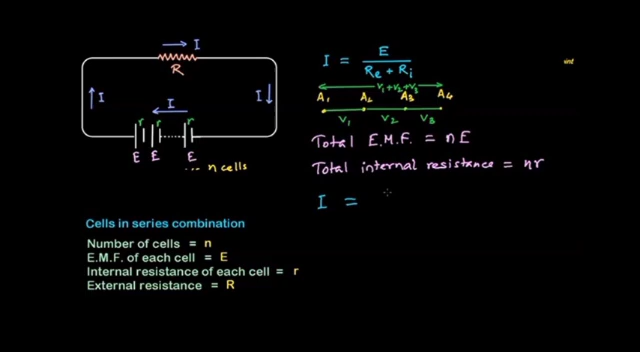 → I
R
↑ I
← I
I ↓
r r r
E E E
... n cells
I = E / (Re + Ri)
int
V1+V2+V3
A1 A2 A3 A4
V1 V2 V3
Total E.M.F. = nE
Total internal resistance = nr
I =
Cells in series combination
Number of cells = n
E.M.F. of each cell = E
Internal resistance of each cell = r
External resistance = R